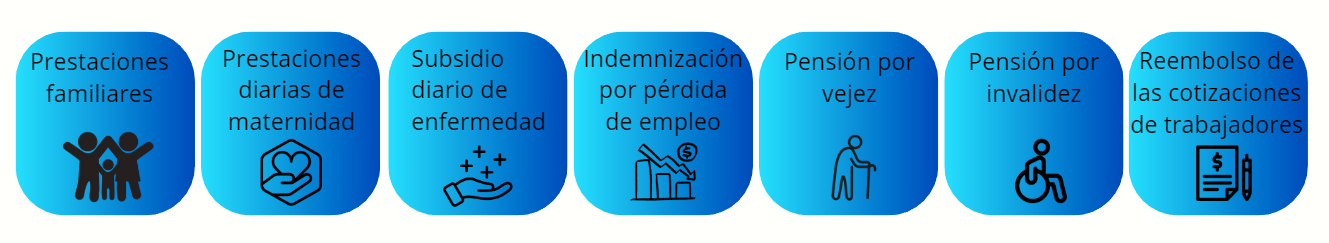 Prestaciones
familiares
Prestaciones
diarias de
maternidad
Subsidio
diario de
enfermedad
Indemnización
por pérdida
de empleo
Pensión por
vejez
Pensión por
invalidez
Reembolso de
las cotizaciones
de trabajadores